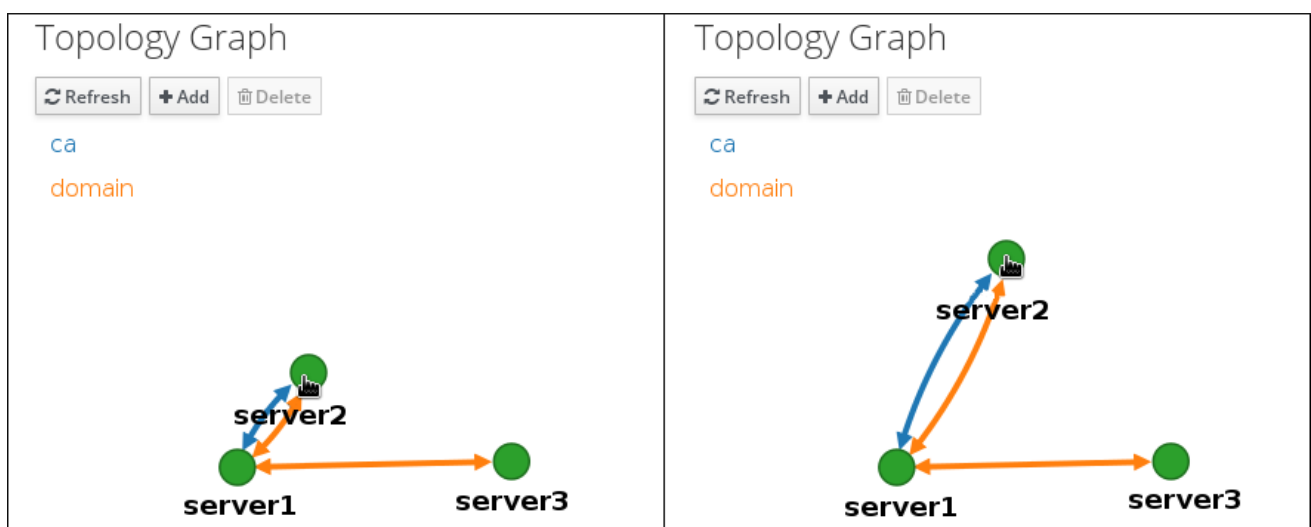 Topology Graph
Refresh Add Delete
ca
domain
server2
server1
server3
Topology Graph
Refresh Add Delete
ca
domain
server2
server1
server3